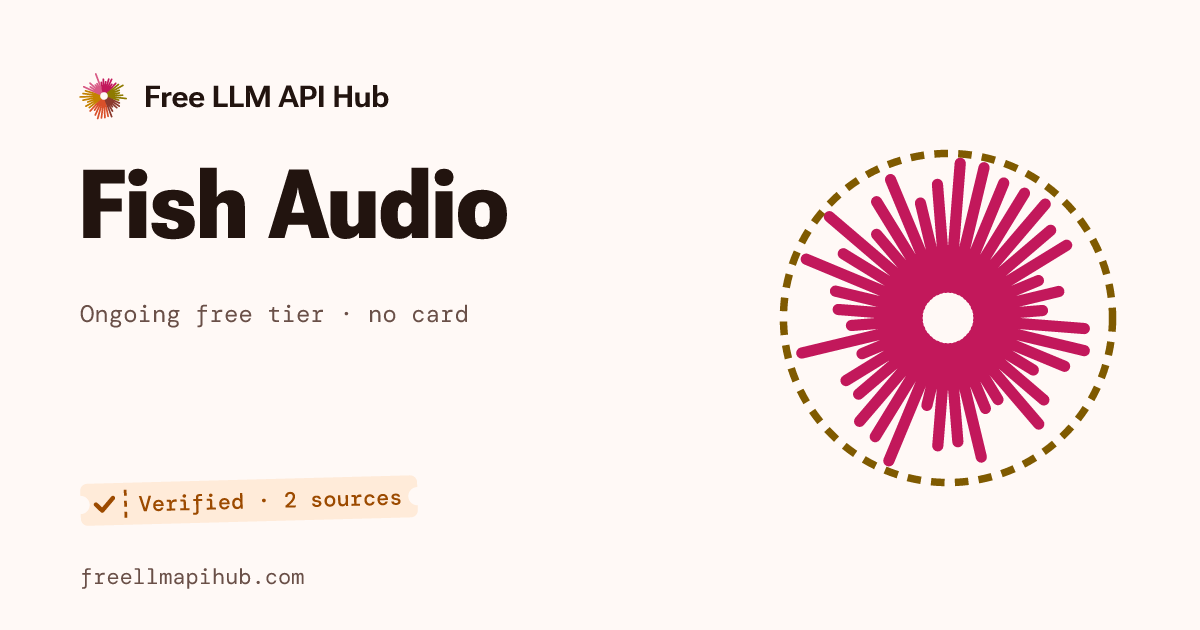 Free LLM API Hub
Fish Audio
Ongoing free tier · no card
Verified · 2 sources
freellmapihub.com